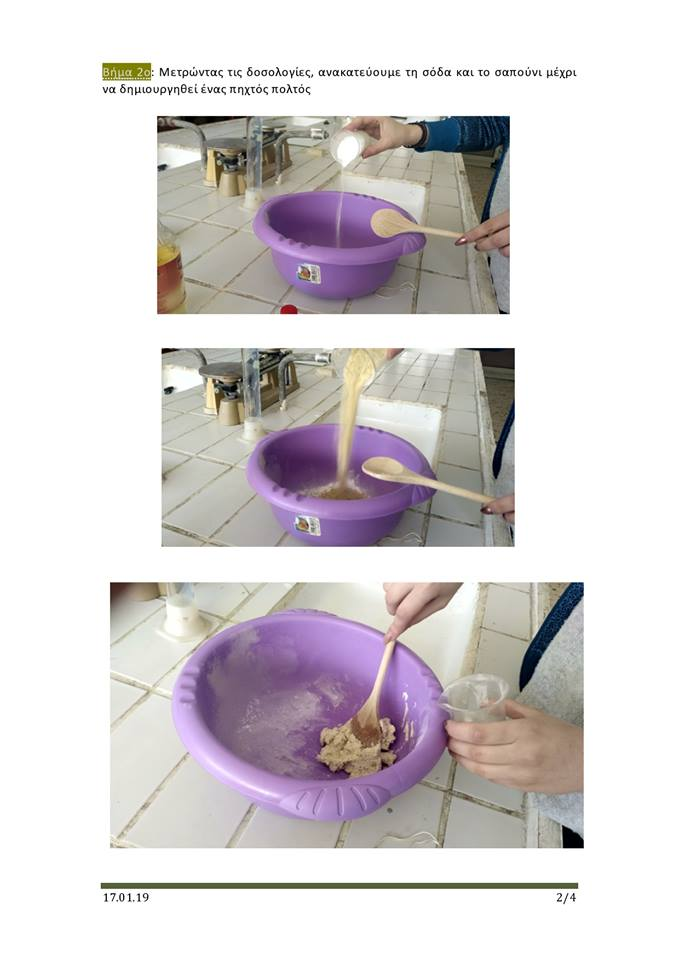 Βήμα 2ο: Μετρώντας τις δοσολογίες, ανακατεύουμε τη σόδα και το σαπούνι μέχρι
να δημιουργηθεί ένας πηχτός πολτός
17.01.19 2/4